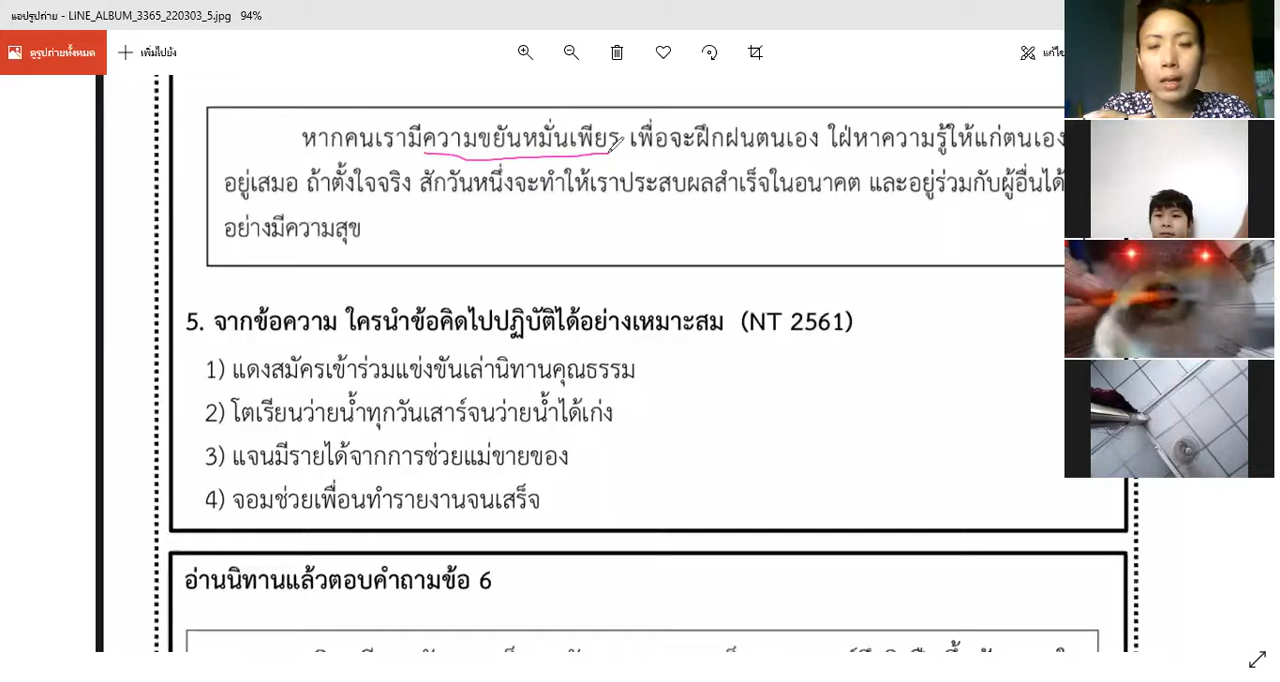 แอปรูปถ่าย - LINE_ALBUM_3365_220303_5.jpg 94%
ดูรูปถ่ายทั้งหมด
เพิ่มไปยัง
แก้ไข
หากคนเรามีความขยันหมั่นเพียร เพื่อจะฝึกฝนตนเอง ใฝ่หาความรู้ให้แก่ตนเอง
อยู่เสมอ ถ้าตั้งใจจริง สักวันหนึ่งจะทำให้เราประสบผลสำเร็จในอนาคต และอยู่ร่วมกับผู้อื่นได้
อย่างมีความสุข
5. จากข้อความ ใครนำข้อคิดไปปฏิบัติได้อย่างเหมาะสม (NT 2561)
1) แดงสมัครเข้าร่วมแข่งขันเล่านิทานคุณธรรม
2) โตเรียนว่ายน้ำทุกวันเสาร์จนว่ายน้ำได้เก่ง
3) แจนมีรายได้จากการช่วยแม่ขายของ
4) จอมช่วยเพื่อนทำรายงานจนเสร็จ
อ่านนิทานแล้วตอบคำถามข้อ 6